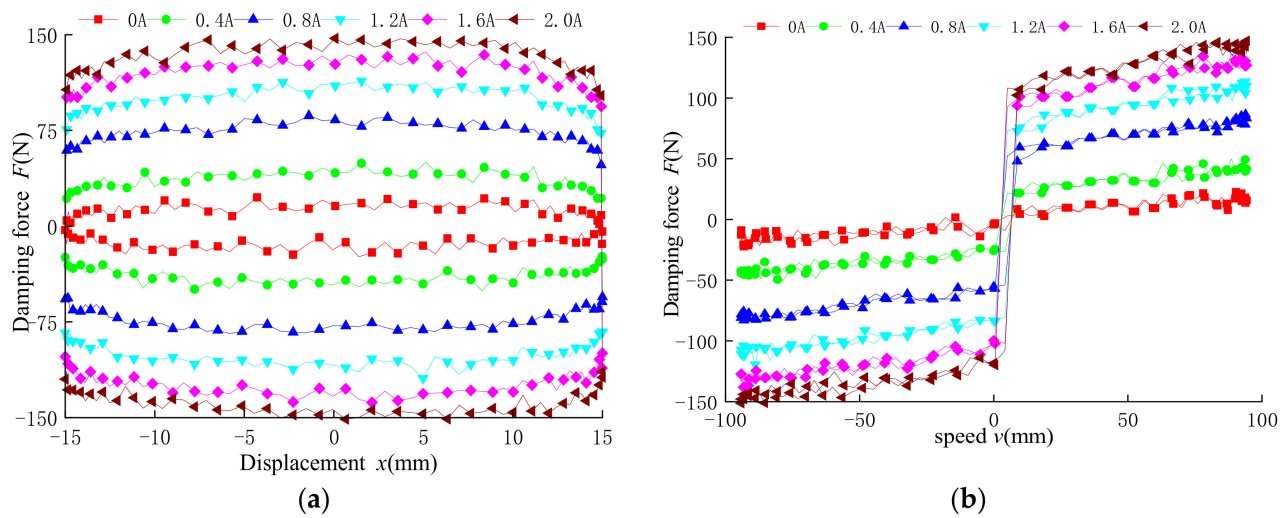 0A 0.4A 0.8A 1.2A 1.6A 2.0A
150
75
0
−75
−150
Damping force F(N)
−15 −10 −5 0 5 10 15
Displacement x(mm)
(a)
0A 0.4A 0.8A 1.2A 1.6A 2.0A
150
100
50
0
−50
−100
−150
Damping force F(N)
−100 −50 0 50 100
speed v(mm)
(b)